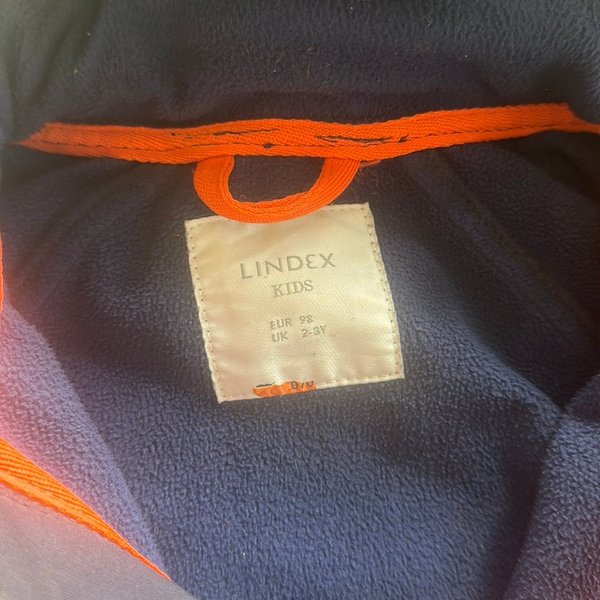 LINDEX
KIDS
EUR 98
UK 2-3Y